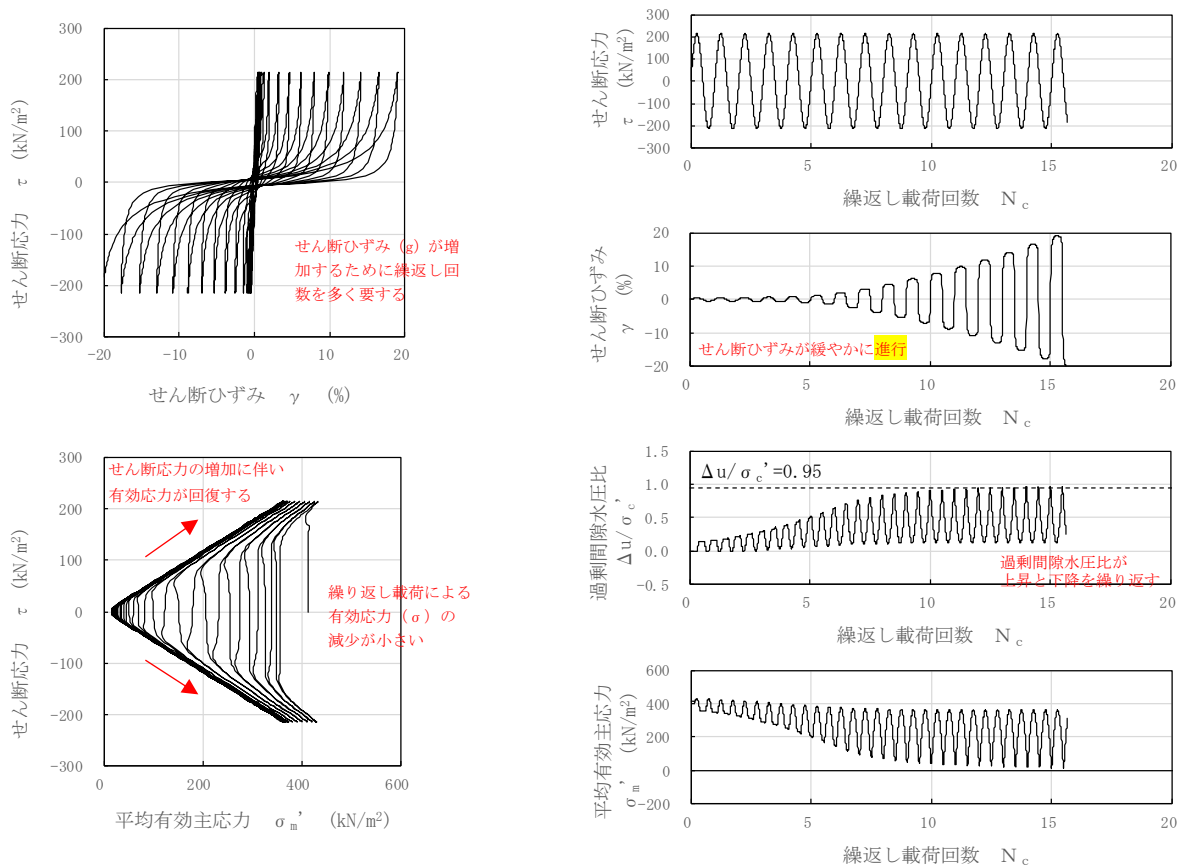 せん断応力 τ (kN/m²)
300
200
100
0
-100
-200
-300
-20
-10
0
10
20
せん断ひずみ γ (%)
せん断ひずみ（g）が増
加するために繰返し回
数を多く要する
せん断応力 τ (kN/m²)
300
200
100
0
-100
-200
-300
0
200
400
600
平均有効主応力 σm' (kN/m²)
せん断応力の増加に伴い
有効応力が回復する
繰り返し載荷による
有効応力（σ）の
減少が小さい
せん断応力
τ (kN/m²)
300
200
100
0
-100
-200
-300
0
5
10
15
20
繰返し載荷回数 Nc
せん断ひずみ
γ (%)
20
10
0
-10
-20
0
5
10
15
20
せん断ひずみが緩やかに進行
繰返し載荷回数 Nc
過剰間隙水圧比
Δu/σc'
1.5
1.0
0.5
0.0
-0.5
Δu/σc'=0.95
過剰間隙水圧比が
上昇と下降を繰り返す
0
5
10
15
20
繰返し載荷回数 Nc
平均有効主応力
σm' (kN/m²)
600
400
200
0
-200
0
5
10
15
20
繰返し載荷回数 Nc